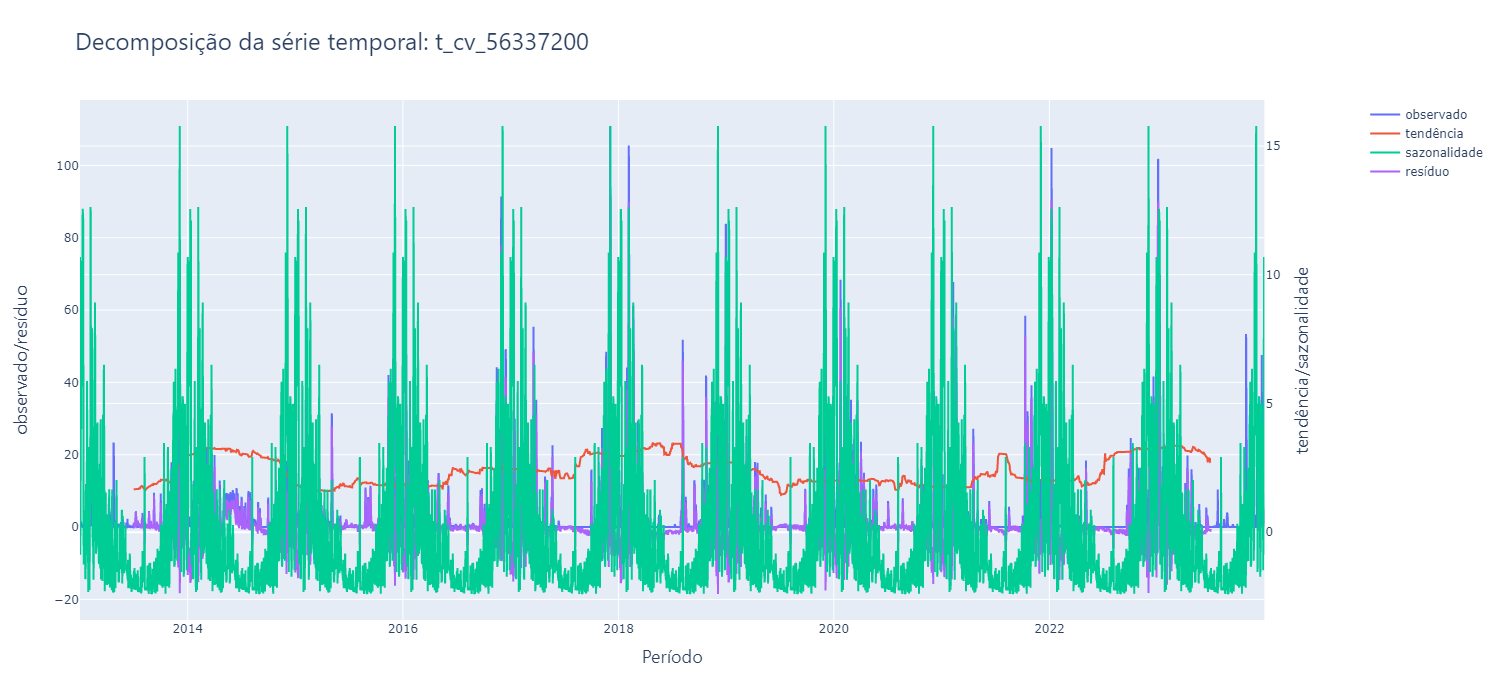 Decomposição da série temporal: t_cv_56337200
observado
tendência
sazonalidade
resíduo
observado/resíduo
100
80
60
40
20
0
−20
15
10
5
0
tendência/sazonalidade
2014
2016
2018
2020
2022
Período